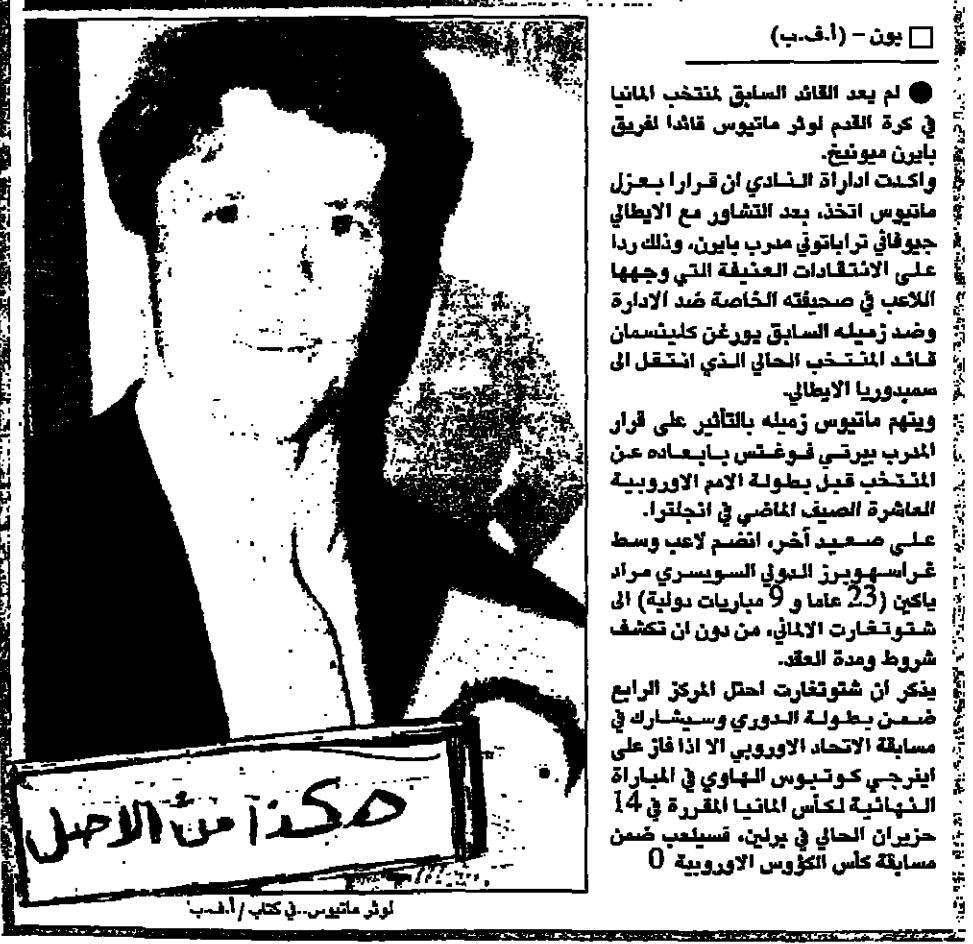 بون - (أ.ف.ب)
● لم يعد القائد السابق لمنتخب المانيا
في كرة القدم لوثر ماتيوس قائدا لفريق
بايرن ميونيخ.
واكدت اداراة النادي ان قرارا بعزل
ماتيوس اتخذ، بعد التشاور مع الايطالي
جيوفاني تراباتوني مدرب بايرن، وذلك ردا
على الانتقادات العنيفة التي وجهها
اللاعب في صحيفته الخاصة ضد الادارة
وضد زميله السابق يورغن كلينسمان
قائد المنتخب الحالي الذي انتقل الى
سمبدوريا الايطالي.
ويتهم ماتيوس زميله بالتأثير على قرار
المدرب بيرتي فوغتس بابعاده عن
المنتخب قبل بطولة الامم الاوروبية
العاشرة الصيف الماضي في انجلترا.
على صعيد آخر، انضم لاعب وسط
غراسهوبرز الدولي السويسري مراد
ياكين (23 عاما و 9 مباريات دولية) الى
شتوتغارت الالماني، من دون ان تكشف
شروط ومدة العقد.
يذكر ان شتوتغارت احتل المركز الرابع
ضمن بطولة الدوري وسيشارك في
مسابقة الاتحاد الاوروبي الا اذا فاز على
اينرجي كوتبوس الهاوي في المباراة
النهائية لكأس المانيا المقررة في 14
حزيران الحالي في برلين، فسيلعب ضمن
مسابقة كأس الكؤوس الاوروبية 0
هكذا من الاصل
لوثر ماتيوس..في كتاب /أ.ف.ب